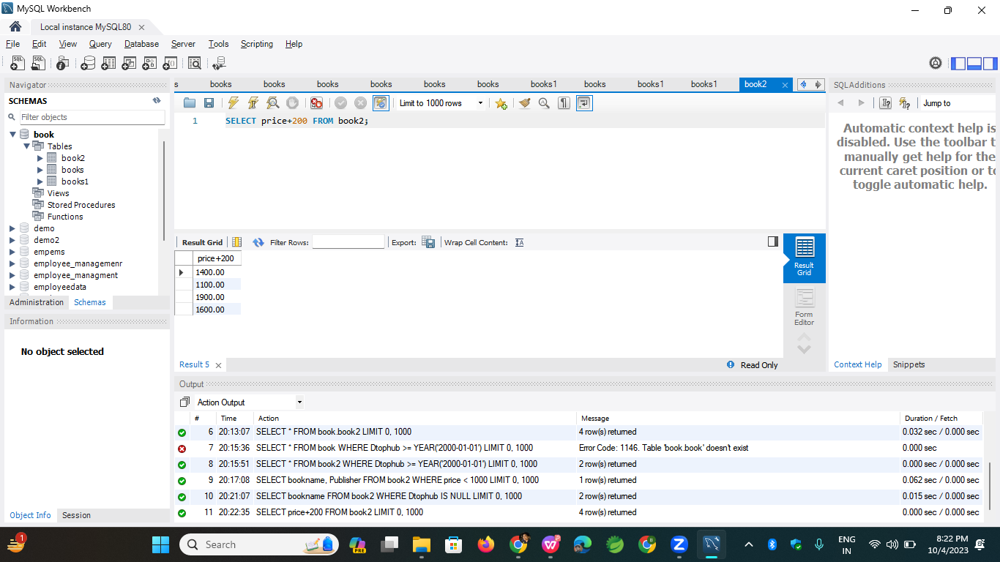 MySQL Workbench
Local instance MySQL80
File Edit View Query Database Server Tools Scripting Help
Navigator
SCHEMAS
Filter objects
book
Tables
book2
books
books1
Views
Stored Procedures
Functions
demo
demo2
empems
employee_managemenr
employee_managment
employeedata
Administration Schemas
Information
No object selected
Object Info Session
s books books books books books books books1 books books1 books1 book2
Limit to 1000 rows
1 SELECT price+200 FROM book2;
Result Grid Filter Rows: Export: Wrap Cell Content:
price+200
1400.00
1100.00
1900.00
1600.00
Result
Grid
Form
Editor
Result 5 Read Only
SQLAdditions
Jump to
Automatic context help is
disabled. Use the toolbar t
manually get help for the
current caret position or to
toggle automatic help.
Context Help Snippets
Output
Action Output
# Time Action Message Duration / Fetch
6 20:13:07 SELECT * FROM book.book2 LIMIT 0, 1000 4 row(s) returned 0.032 sec / 0.000 sec
7 20:15:36 SELECT * FROM book WHERE Dtophub >= YEAR('2000-01-01') LIMIT 0, 1000 Error Code: 1146. Table 'book.book' doesn't exist 0.000 sec
8 20:15:51 SELECT * FROM book2 WHERE Dtophub >= YEAR('2000-01-01') LIMIT 0, 1000 2 row(s) returned 0.000 sec / 0.000 sec
9 20:17:08 SELECT bookname, Publisher FROM book2 WHERE price < 1000 LIMIT 0, 1000 1 row(s) returned 0.062 sec / 0.000 sec
10 20:21:07 SELECT bookname FROM book2 WHERE Dtophub IS NULL LIMIT 0, 1000 2 row(s) returned 0.015 sec / 0.000 sec
11 20:22:35 SELECT price+200 FROM book2 LIMIT 0, 1000 4 row(s) returned 0.000 sec / 0.000 sec
1
Search
PRE
ENG
IN
8:22 PM
10/4/2023